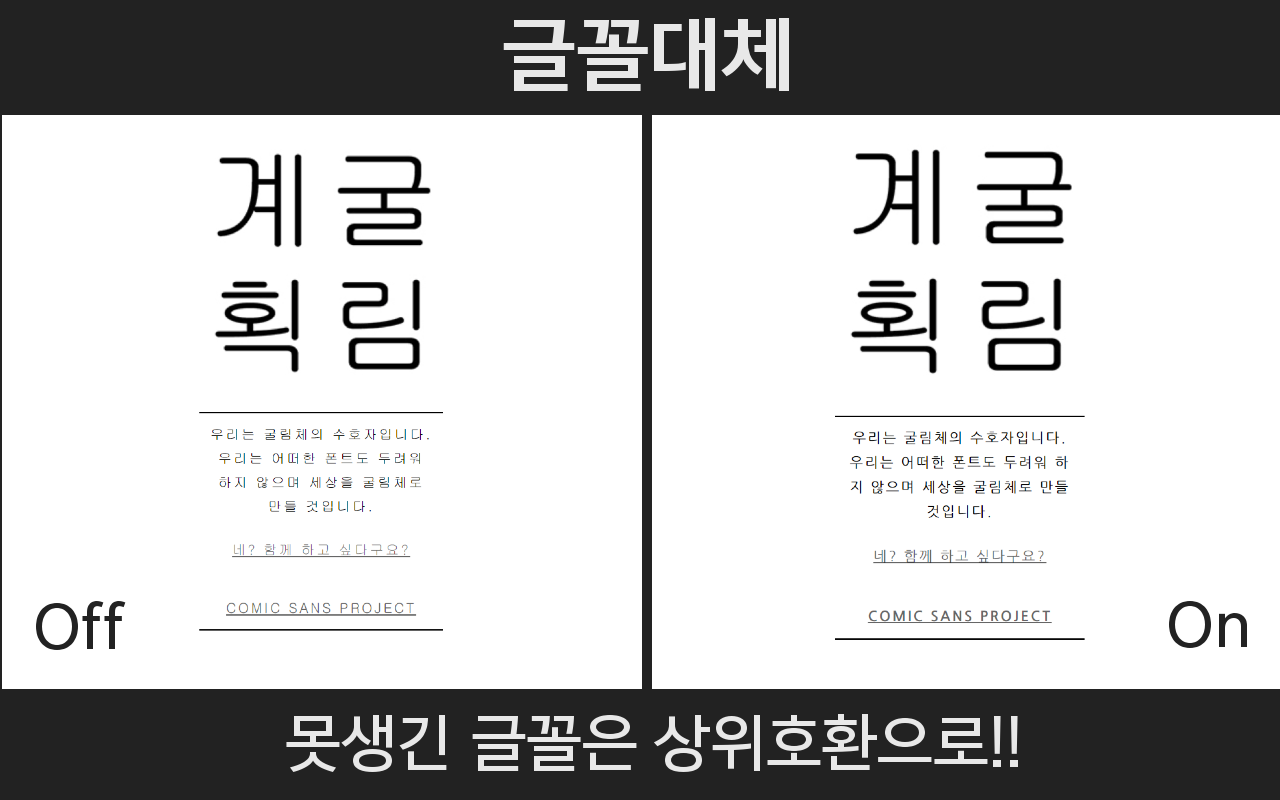 글꼴대체
계 굴
획 림
우리는 굴림체의 수호자입니다.
우리는 어떠한 폰트도 두려워
하지 않으며 세상을 굴림체로
만들 것입니다.
네? 함께 하고 싶다구요?
COMIC SANS PROJECT
Off
계 굴
획 림
우리는 굴림체의 수호자입니다.
우리는 어떠한 폰트도 두려워 하
지 않으며 세상을 굴림체로 만들
것입니다.
네? 함께 하고 싶다구요?
COMIC SANS PROJECT
On
못생긴 글꼴은 상위호환으로!!